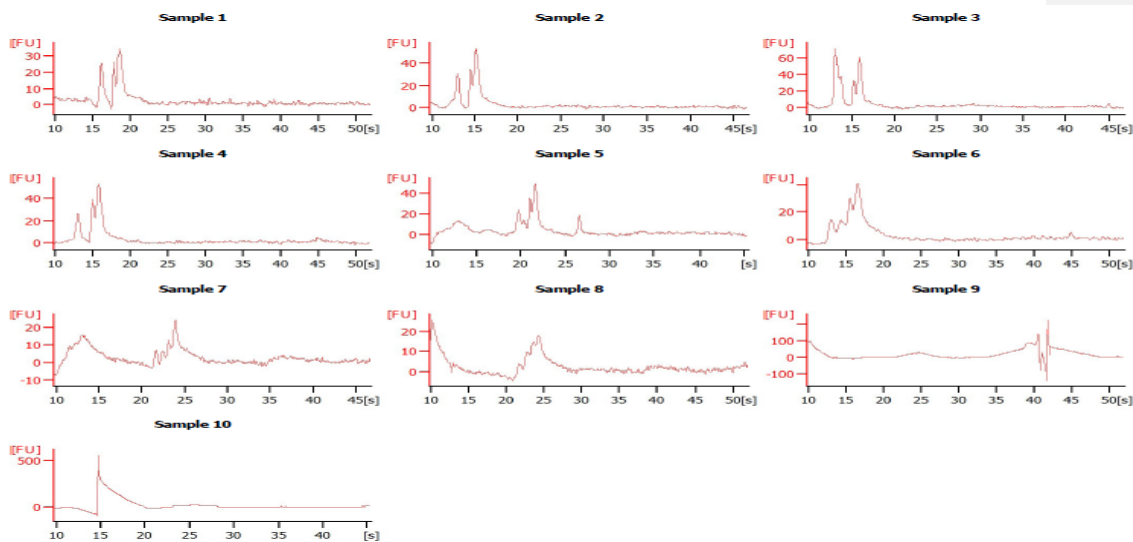 Sample 1 Sample 2 Sample 3
[FU] [FU] [FU]
30 40 60
20 20 40
10 0 20
0 0
10 15 20 25 30 35 40 45 50[s] 10 15 20 25 30 35 40 45[s] 10 15 20 25 30 35 40 45[s]
Sample 4 Sample 5 Sample 6
[FU] [FU] [FU]
40 40 20
20 20 0
0 0
10 15 20 25 30 35 40 45 50[s] 10 15 20 25 30 35 40 [s] 10 15 20 25 30 35 40 45 50[s]
Sample 7 Sample 8 Sample 9
[FU] [FU] [FU]
20 20 100
10 10 0
0 0 -100
-10
10 15 20 25 30 35 40 45[s] 10 15 20 25 30 35 40 45 50[s] 10 15 20 25 30 35 40 45 50[s]
Sample 10
[FU]
500
0
10 15 20 25 30 35 40 [s]